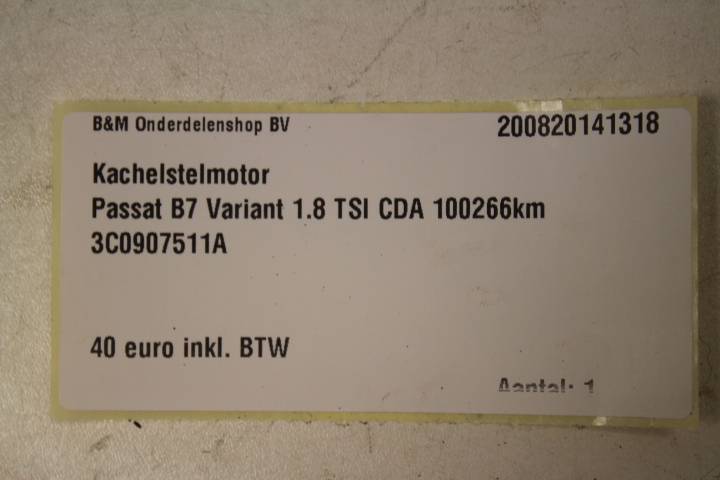 B&M Onderdelenshop BV 200820141318
Kachelstelmotor
Passat B7 Variant 1.8 TSI CDA 100266km
3C0907511A
40 euro inkl. BTW
Aantal: 1